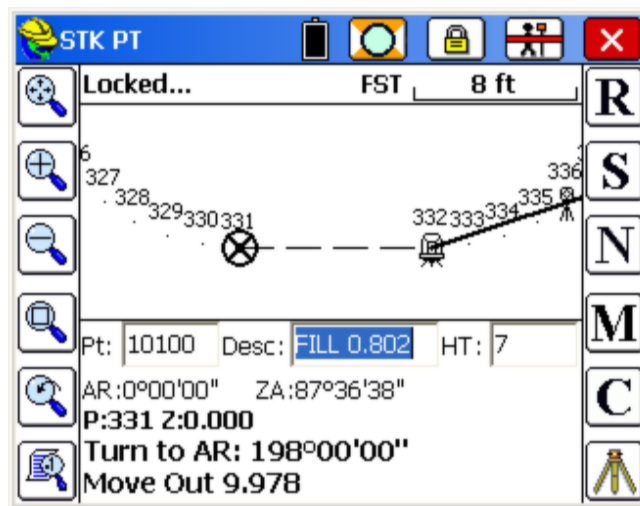 STK PT
Locked... FST 8 ft
R
S
N
M
C
6
327
328
329
330
331
332
333
334
335
336
Pt: 10100 Desc: FILL 0.802 HT: 7
AR:0°00'00" ZA:87°36'38"
P:331 Z:0.000
Turn to AR: 198°00'00"
Move Out 9.978